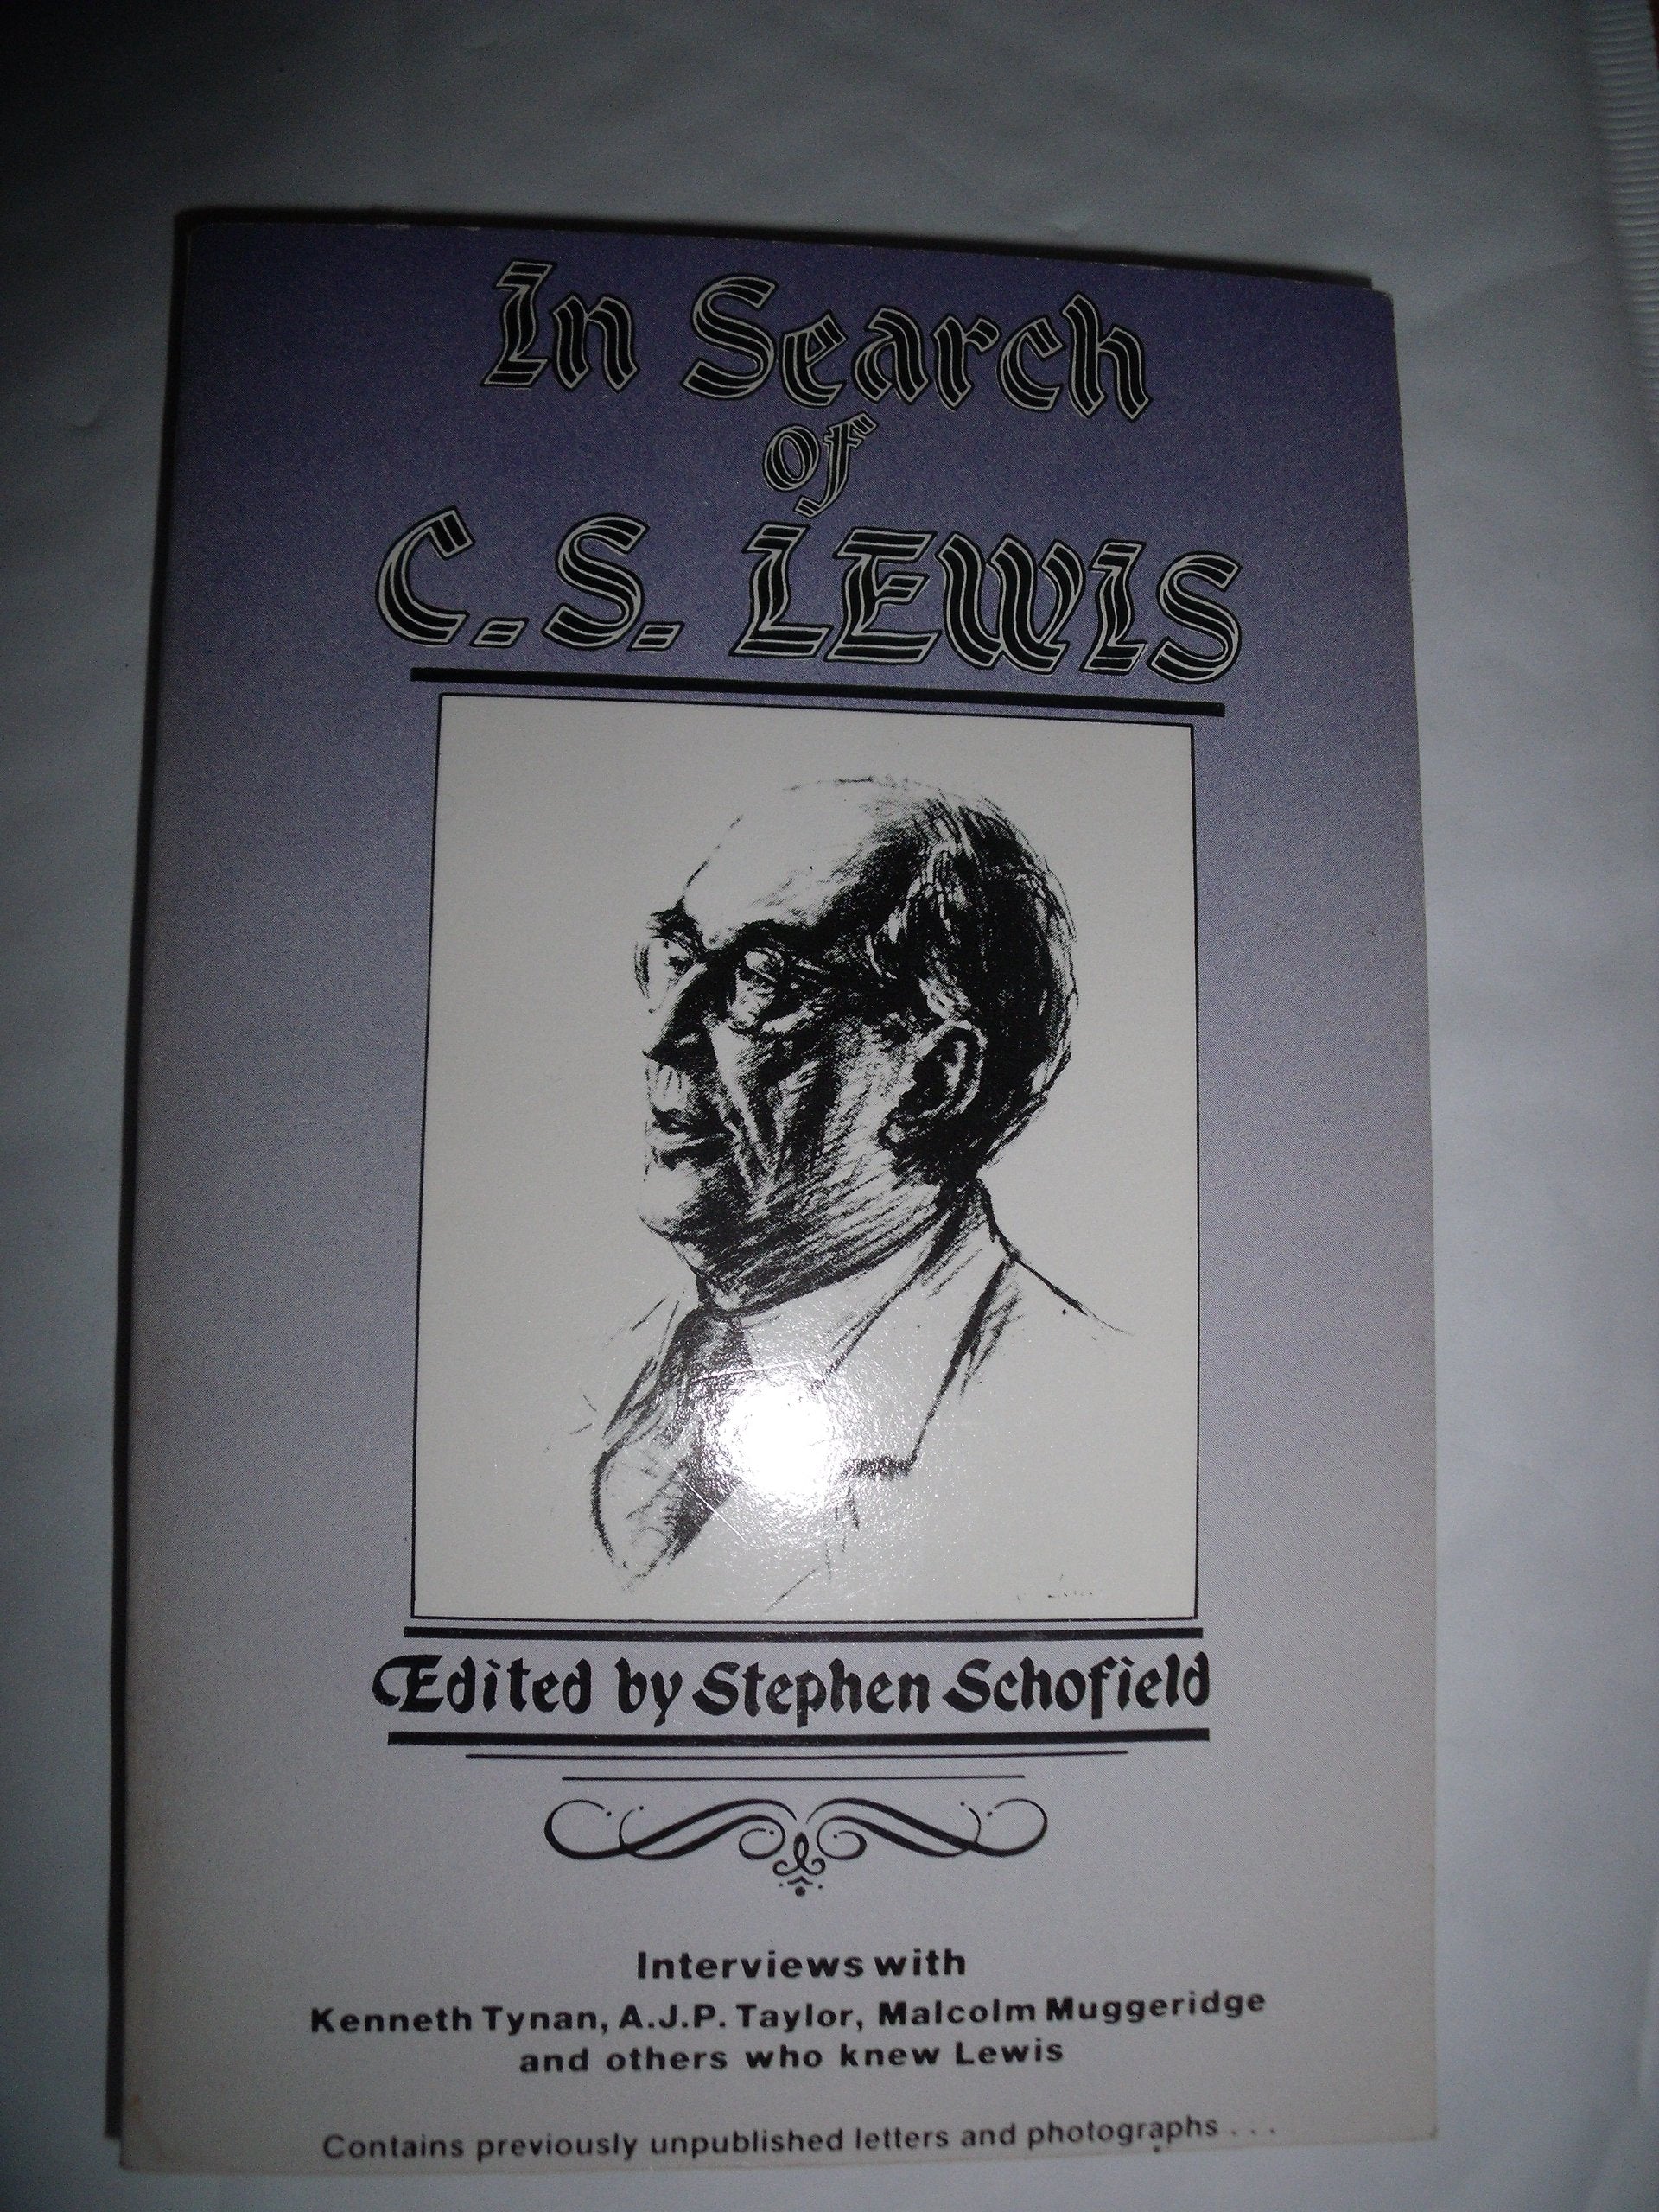 In Search
of
C.S. LEWIS
Edited by Stephen Schofield
Interviews with
Kenneth Tynan, A.J.P. Taylor, Malcolm Muggeridge
and others who knew Lewis
Contains previously unpublished letters and photographs . . .